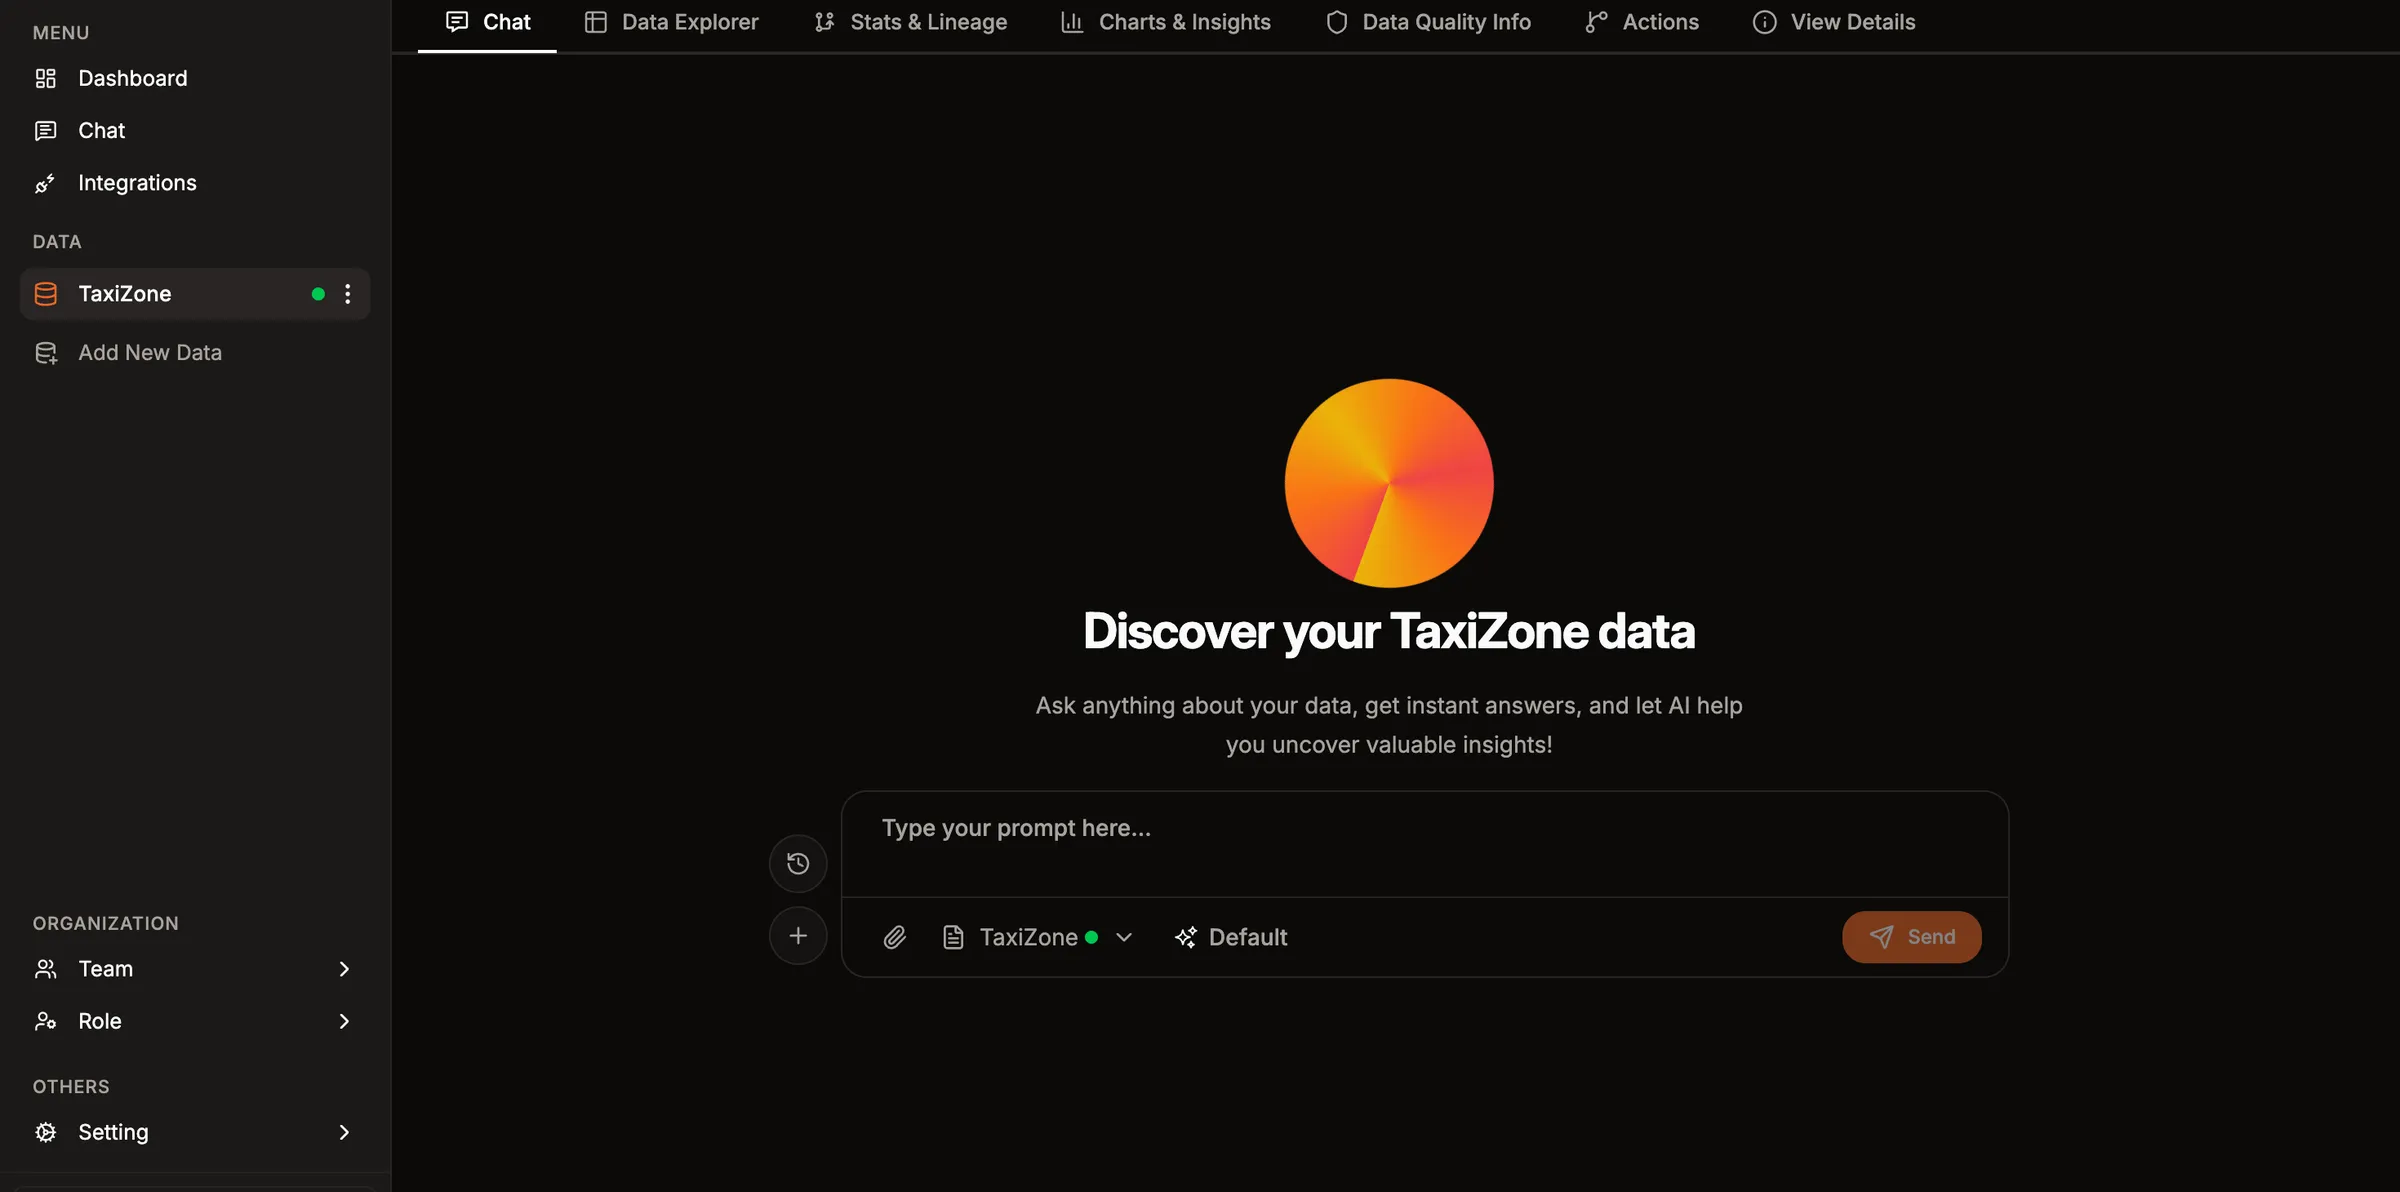 MENU
Dashboard
Chat
Integrations
DATA
TaxiZone
Add New Data
ORGANIZATION
Team
Role
OTHERS
Setting
Chat
Data Explorer
Stats & Lineage
Charts & Insights
Data Quality Info
Actions
View Details
Discover your TaxiZone data
Ask anything about your data, get instant answers, and let AI help
you uncover valuable insights!
Type your prompt here...
TaxiZone
Default
Send